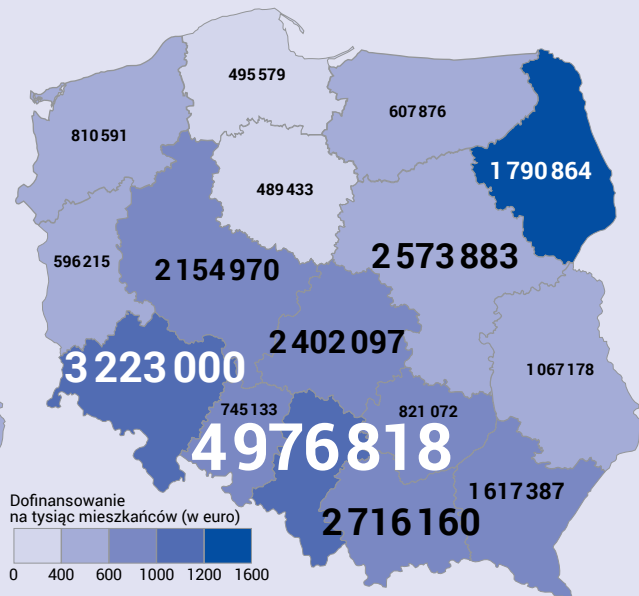 495 579
607 876
810 591
1 790 864
489 433
2 573 883
596 215
2 154 970
2 402 097
3 223 000
1 067 178
745 133
821 072
4 976 818
1 617 387
2 716 160
Dofinansowanie
na tysiąc mieszkańców (w euro)
0 400 600 1000 1200 1600